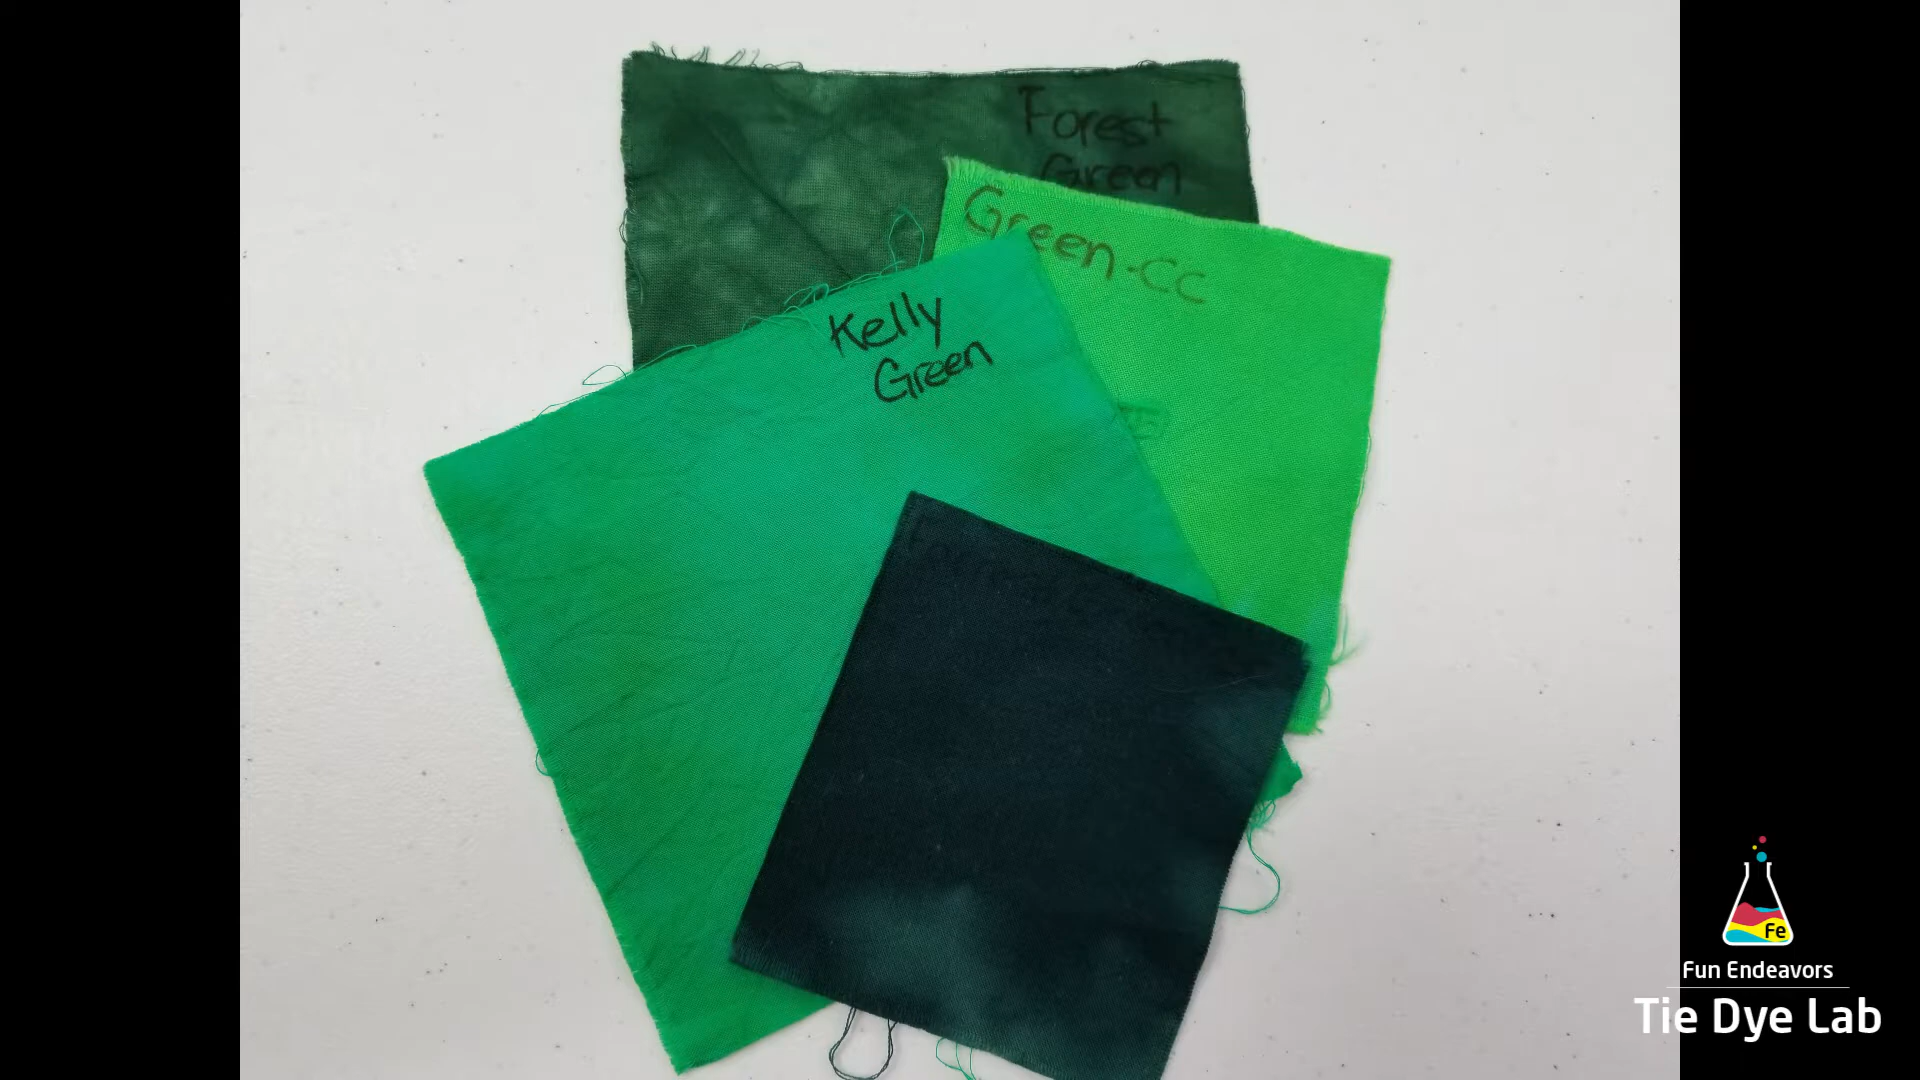 Forest
Green
Green-CC
Kelly
Green
Fe
Fun Endeavors
Tie Dye Lab